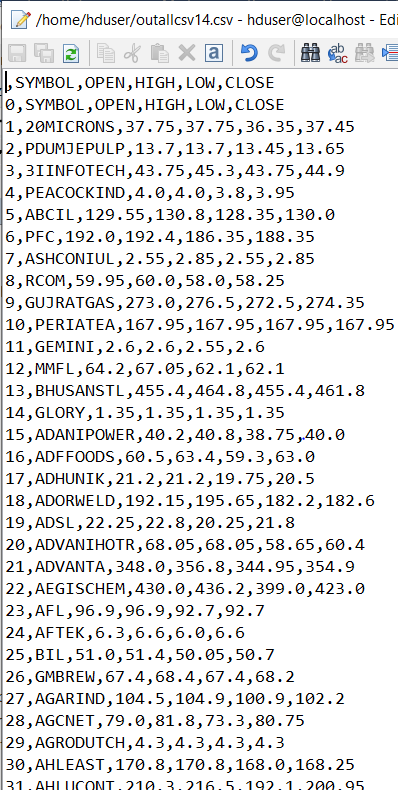 /home/hduser/outallcsv14.csv - hduser@localhost - Edi
,SYMBOL,OPEN,HIGH,LOW,CLOSE
0,SYMBOL,OPEN,HIGH,LOW,CLOSE
1,20MICRONS,37.75,37.75,36.35,37.45
2,PDUMJEPULP,13.7,13.7,13.45,13.65
3,3IINFOTECH,43.75,45.3,43.75,44.9
4,PEACOCKIND,4.0,4.0,3.8,3.95
5,ABCIL,129.55,130.8,128.35,130.0
6,PFC,192.0,192.4,186.35,188.35
7,ASHCONIUL,2.55,2.85,2.55,2.85
8,RCOM,59.95,60.0,58.0,58.25
9,GUJRATGAS,273.0,276.5,272.5,274.35
10,PERIATEA,167.95,167.95,167.95,167.95
11,GEMINI,2.6,2.6,2.55,2.6
12,MMFL,64.2,67.05,62.1,62.1
13,BHUSANSTL,455.4,464.8,455.4,461.8
14,GLORY,1.35,1.35,1.35,1.35
15,ADANIPOWER,40.2,40.8,38.75,40.0
16,ADFFOODS,60.5,63.4,59.3,63.0
17,ADHUNIK,21.2,21.2,19.75,20.5
18,ADORWELD,192.15,195.65,182.2,182.6
19,ADSL,22.25,22.8,20.25,21.8
20,ADVANIHOTR,68.05,68.05,58.65,60.4
21,ADVANTA,348.0,356.8,344.95,354.9
22,AEGISCHEM,430.0,436.2,399.0,423.0
23,AFL,96.9,96.9,92.7,92.7
24,AFTEK,6.3,6.6,6.0,6.6
25,BIL,51.0,51.4,50.05,50.7
26,GMBREW,67.4,68.4,67.4,68.2
27,AGARIND,104.5,104.9,100.9,102.2
28,AGCNET,79.0,81.8,73.3,80.75
29,AGRODUTCH,4.3,4.3,4.3,4.3
30,AHLEAST,170.8,170.8,168.0,168.25
31,AHLUCONT,210.3,216.5,192.1,200.95